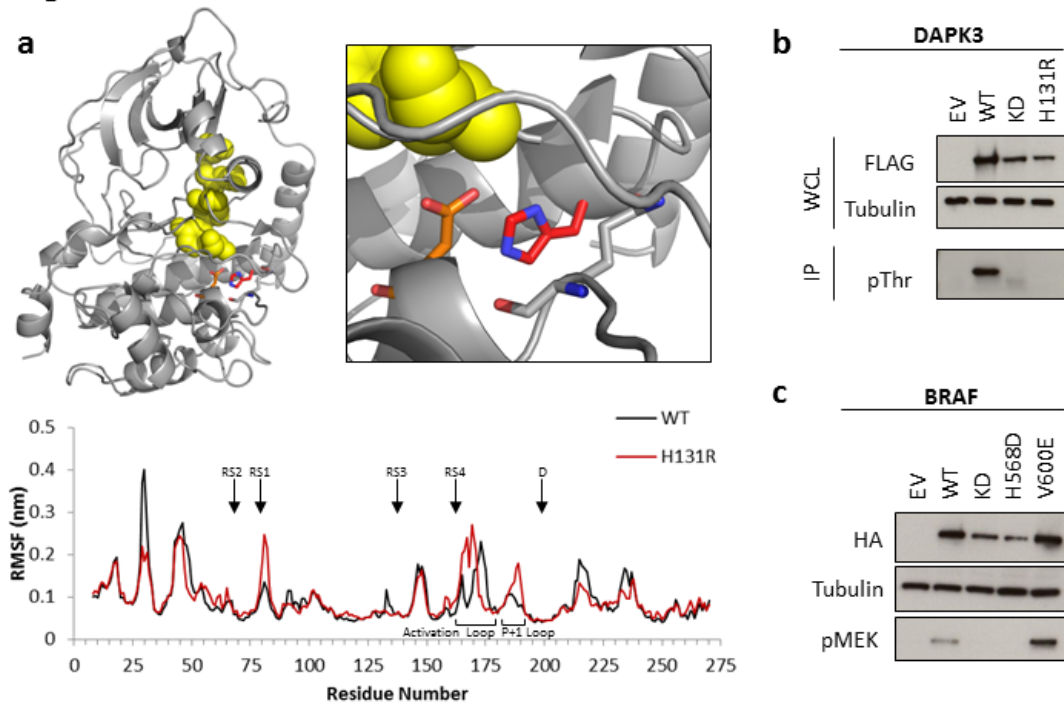 a
b
DAPK3
EV
WT
KD
H131R
WCL
FLAG
Tubulin
IP
pThr
WT
H131R
RMSF (nm)
0.5
0.4
0.3
0.2
0.1
0
RS2
RS1
RS3
RS4
D
Activation Loop
P+1 Loop
0 25 50 75 100 125 150 175 200 225 250 275
Residue Number
c
BRAF
EV
WT
KD
H568D
V600E
HA
Tubulin
pMEK